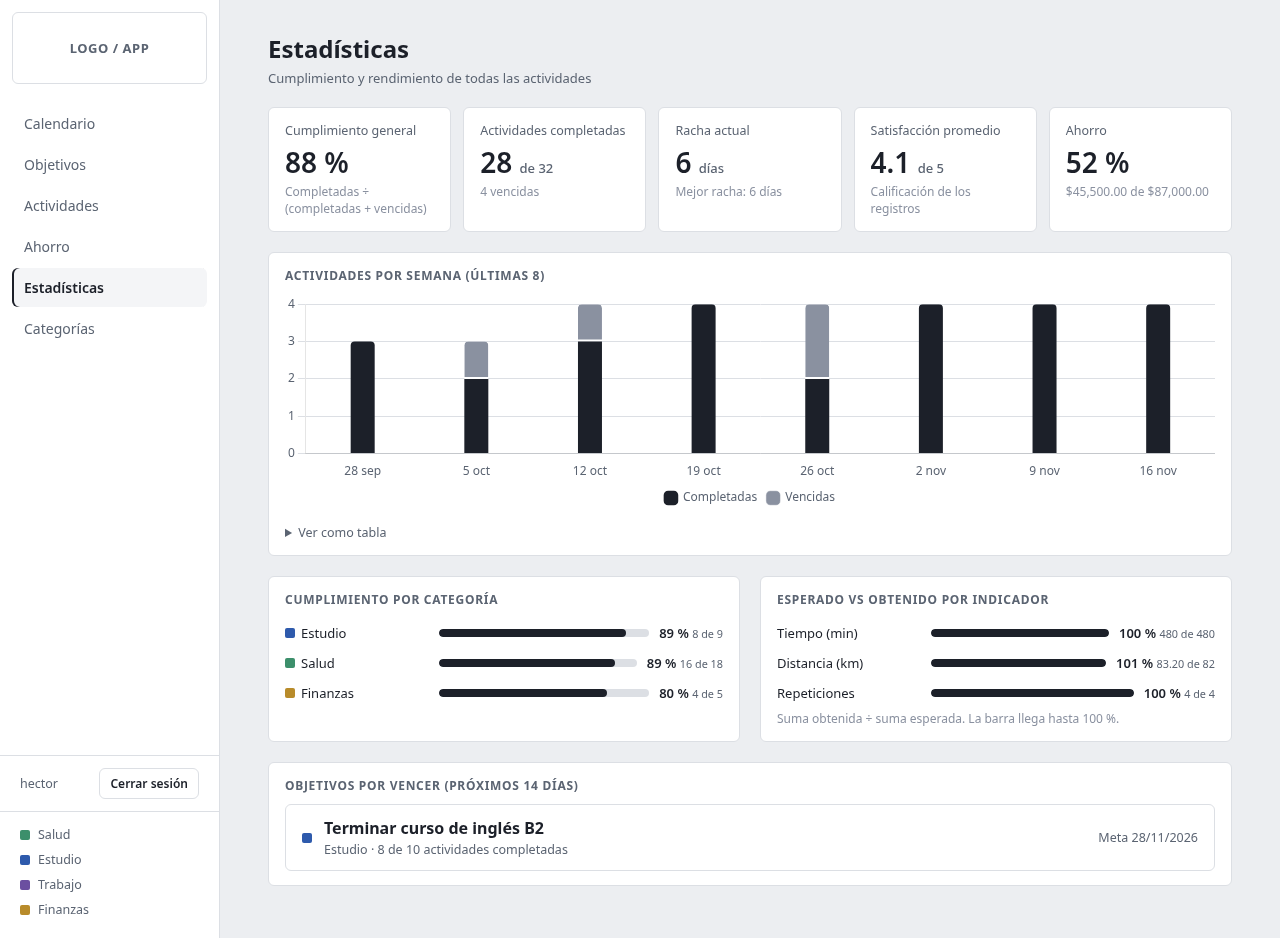 LOGO / APP
Calendario
Objetivos
Actividades
Ahorro
Estadísticas
Categorías
hector
Cerrar sesión
Salud
Estudio
Trabajo
Finanzas
Estadísticas
Cumplimiento y rendimiento de todas las actividades
Cumplimiento general
88 %
Completadas ÷
(completadas + vencidas)
Actividades completadas
28 de 32
4 vencidas
Racha actual
6 días
Mejor racha: 6 días
Satisfacción promedio
4.1 de 5
Calificación de los
registros
Ahorro
52 %
$45,500.00 de $87,000.00
ACTIVIDADES POR SEMANA (ÚLTIMAS 8)
4
3
2
1
0
28 sep 5 oct 12 oct 19 oct 26 oct 2 nov 9 nov 16 nov
Completadas Vencidas
Ver como tabla
CUMPLIMIENTO POR CATEGORÍA
Estudio 89 % 8 de 9
Salud 89 % 16 de 18
Finanzas 80 % 4 de 5
ESPERADO VS OBTENIDO POR INDICADOR
Tiempo (min) 100 % 480 de 480
Distancia (km) 101 % 83.20 de 82
Repeticiones 100 % 4 de 4
Suma obtenida ÷ suma esperada. La barra llega hasta 100 %.
OBJETIVOS POR VENCER (PRÓXIMOS 14 DÍAS)
Terminar curso de inglés B2
Estudio · 8 de 10 actividades completadas
Meta 28/11/2026